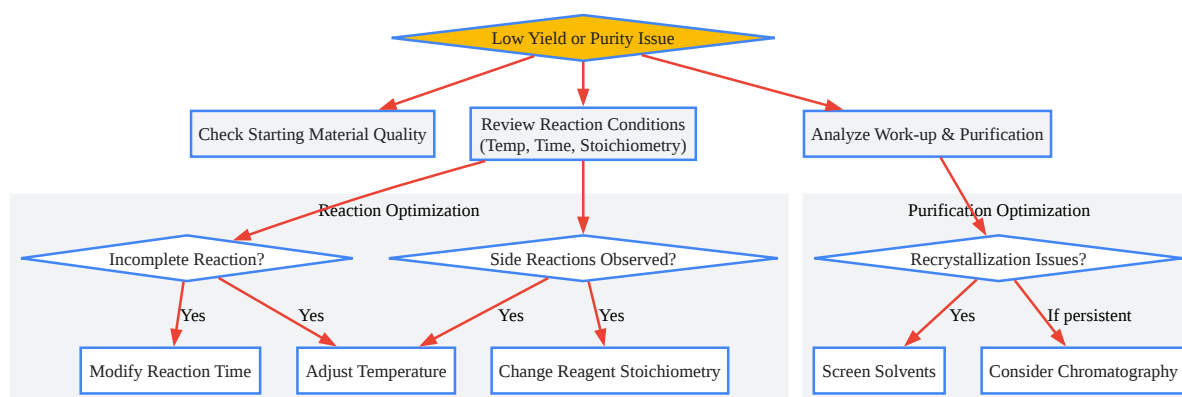 Low Yield or Purity Issue
Check Starting Material Quality
Review Reaction Conditions
(Temp, Time, Stoichiometry)
Analyze Work-up & Purification
Reaction Optimization
Purification Optimization
Incomplete Reaction?
Side Reactions Observed?
Recrystallization Issues?
Yes
Yes
Yes
Yes
Yes
If persistent
Modify Reaction Time
Adjust Temperature
Change Reagent Stoichiometry
Screen Solvents
Consider Chromatography